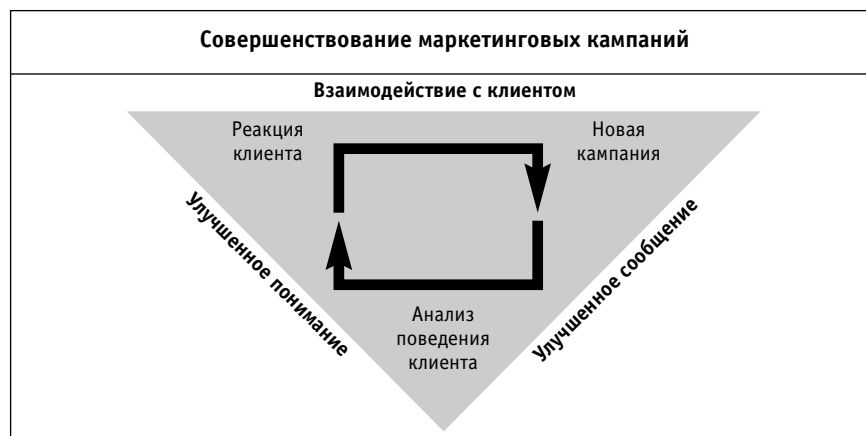 Совершенствование маркетинговых кампаний
Взаимодействие с клиентом
Реакция
клиента
Новая
кампания
Улучшенное понимание
Улучшенное сообщение
Анализ
поведения
клиента